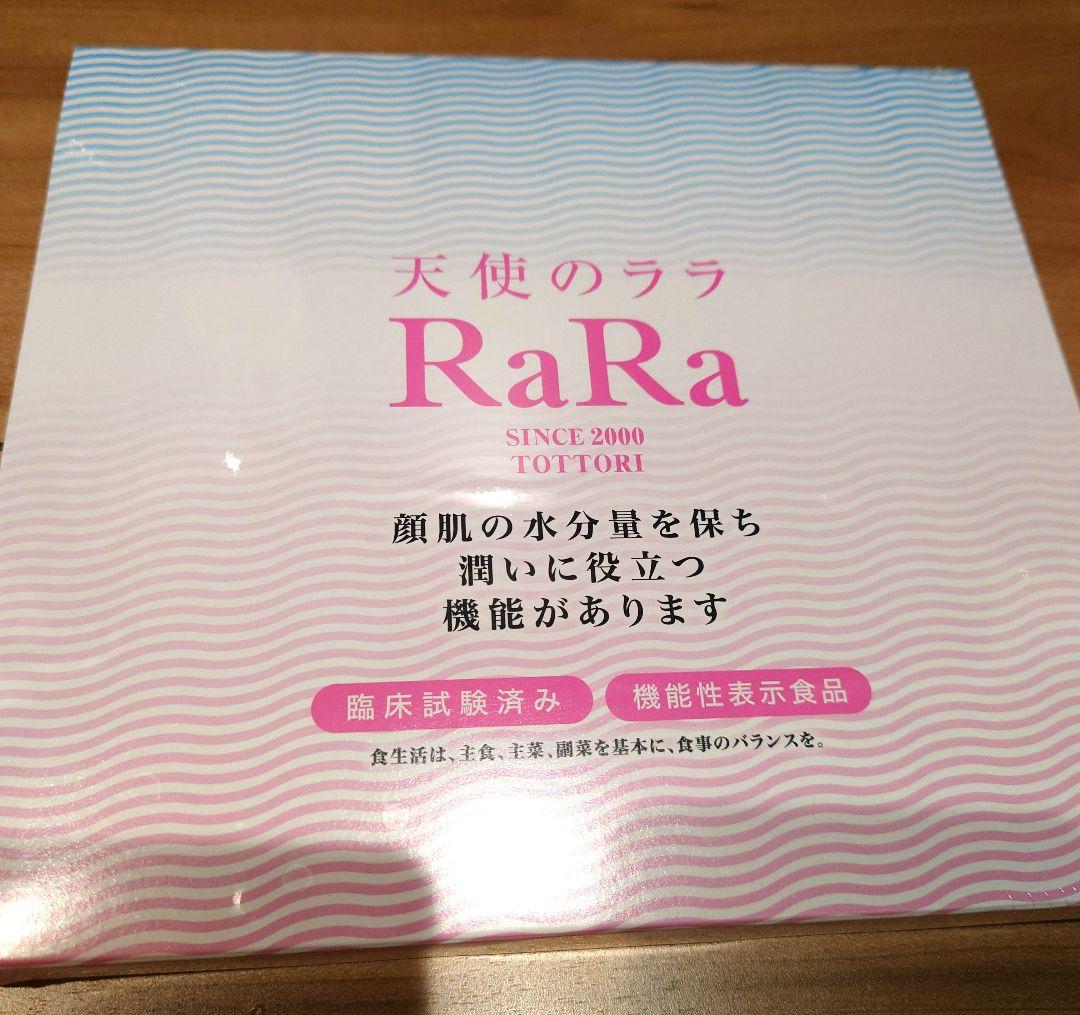 天使のララ
RaRa
SINCE 2000
TOTTORI
顔肌の水分量を保ち
潤いに役立つ
機能があります
臨床試験済み
機能性表示食品
食生活は、主食、主菜、副菜を基本に、食事のバランスを。